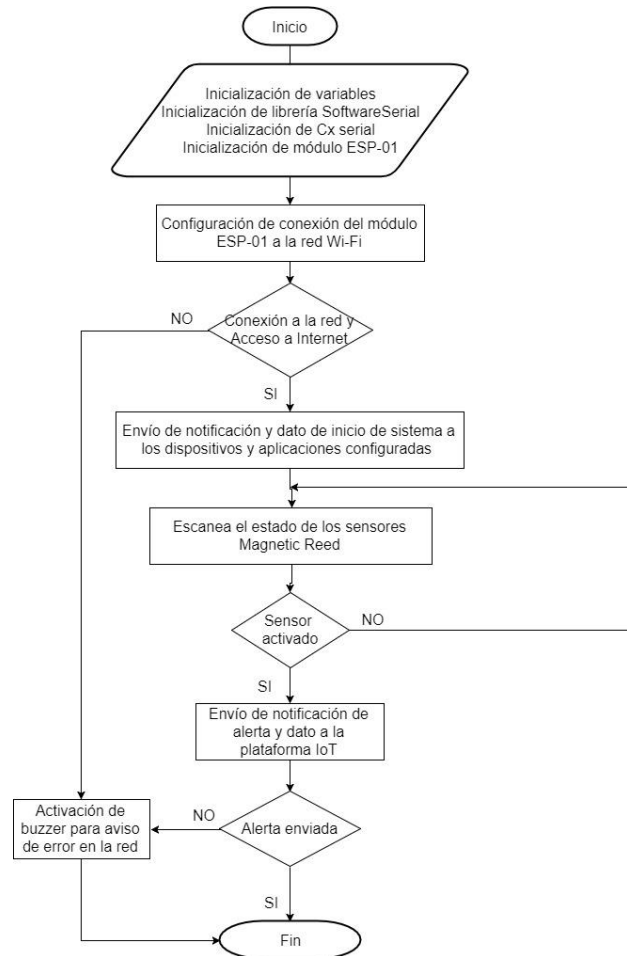 Inicio
Inicialización de variables
Inicialización de librería SoftwareSerial
Inicialización de Cx serial
Inicialización de módulo ESP-01
Configuración de conexión del módulo
ESP-01 a la red Wi-Fi
NO
Conexión a la red y
Acceso a Internet
SI
Envío de notificación y dato de inicio de sistema a
los dispositivos y aplicaciones configuradas
Escanea el estado de los sensores
Magnetic Reed
Sensor
activado
NO
SI
Envío de notificación de
alerta y dato a la
plataforma IoT
Activación de
buzzer para aviso
de error en la red
NO
Alerta enviada
SI
Fin